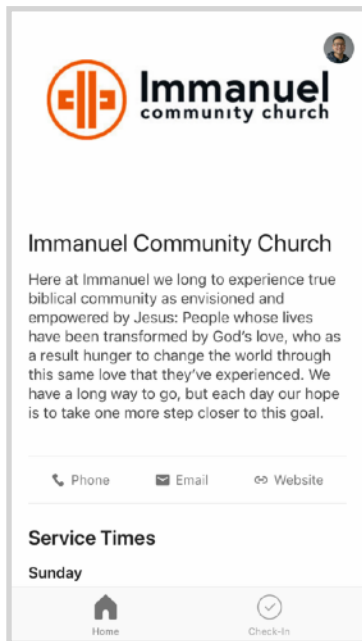 Immanuel
community church
Immanuel Community Church
Here at Immanuel we long to experience true
biblical community as envisioned and
empowered by Jesus: People whose lives
have been transformed by God's love, who as
a result hunger to change the world through
this same love that they've experienced. We
have a long way to go, but each day our hope
is to take one more step closer to this goal.
Phone Email Website
Service Times
Sunday
Home Check-In